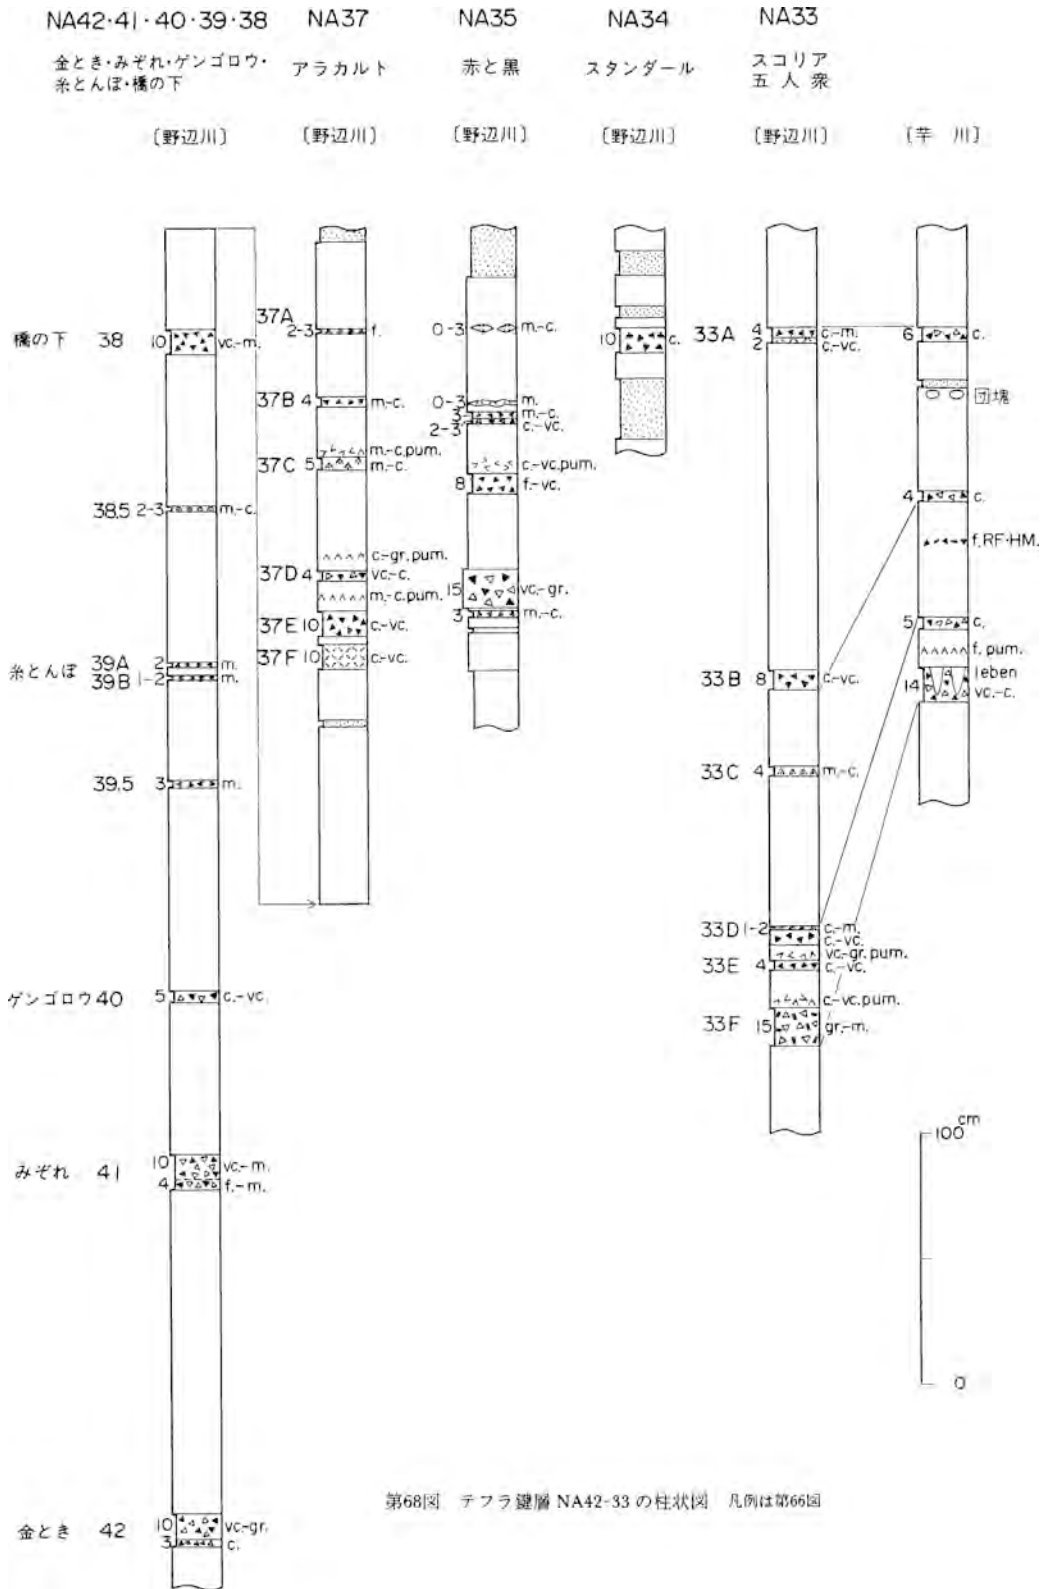 NA42・41・40・39・38
金とき・みぞれ・ゲンゴロウ・
糸とんぼ・橋の下
〔野辺川〕
橋の下 38 10 vc.-m.
38.5 2-3 m.-c.
糸とんぼ 39A 2 m.
39B 1-2 m.
39.5 3 m.
ゲンゴロウ 40 5 c.-vc.
みぞれ 41 10 vc.-m.
4 f.-m.
金とき 42 10 vc.-gr.
3 c.
NA37
アラカルト
〔野辺川〕
37A 2-3 f.
37B 4 m.-c.
m.-c.pum.
37C 5 m.-c.
c.-gr.pum.
37D 4 vc.-c.
m.-c.pum.
37E 10 c.-vc.
37F 10 c.-vc.
NA35
赤と黒
〔野辺川〕
0-3 m.-c.
0-3 m.
3 m.-c.
2-3 c.-vc.
c.-vc.pum.
8 f.-vc.
15 vc.-gr.
3 m.-c.
NA34
スタンダール
〔野辺川〕
10 c.
NA33
スコリア
五人衆
〔野辺川〕
33A 4 c.-m.
2 c.-vc.
33B 8 c.-vc.
33C 4 m.-c.
33D 1-2 c.-m.
c.-vc.
vc.-gr.pum.
33E 4 c.-vc.
c.-vc.pum.
33F 15 gr.-m.
〔芋川〕
6 c.
団塊
4 c.
f.RF・HM.
5 c.
f.pum.
leben
14 vc.-c.
100 cm
0
第68図 テフラ鍵層 NA42-33 の柱状図 凡例は第66図